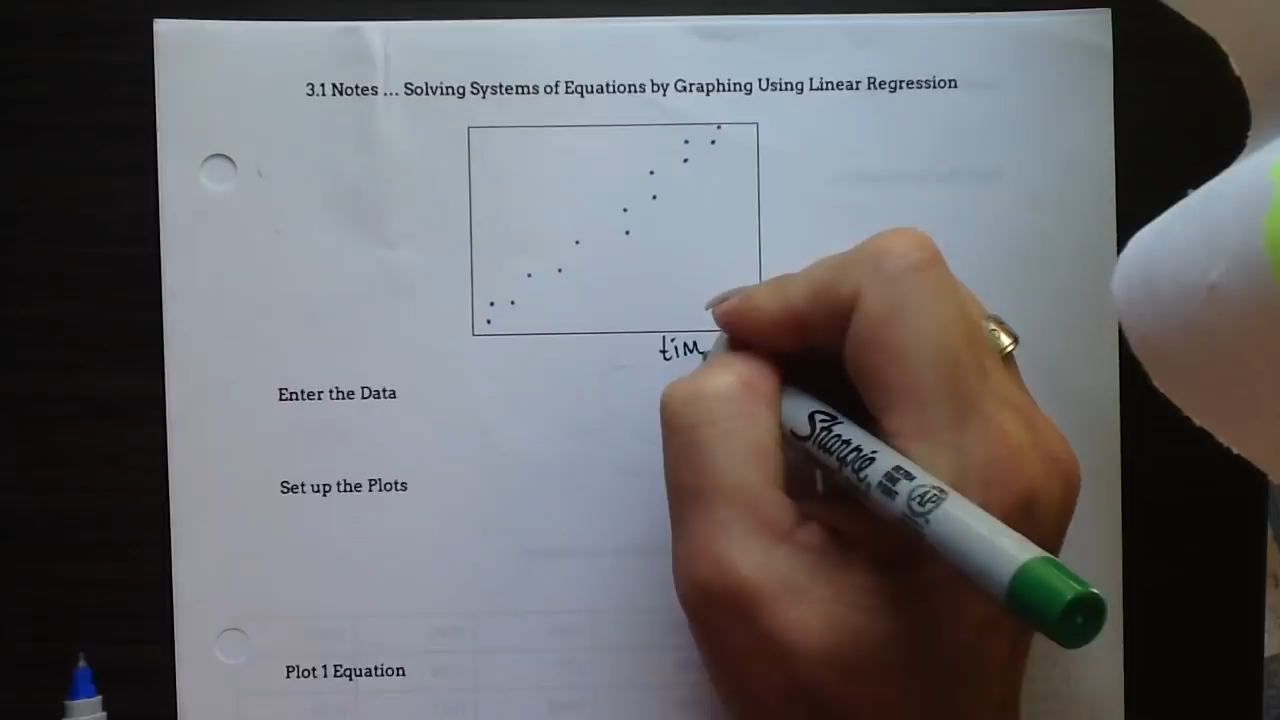 3.1 Notes ... Solving Systems of Equations by Graphing Using Linear Regression
tim
Enter the Data
Sharpie
AP
Set up the Plots
Plot 1 Equation